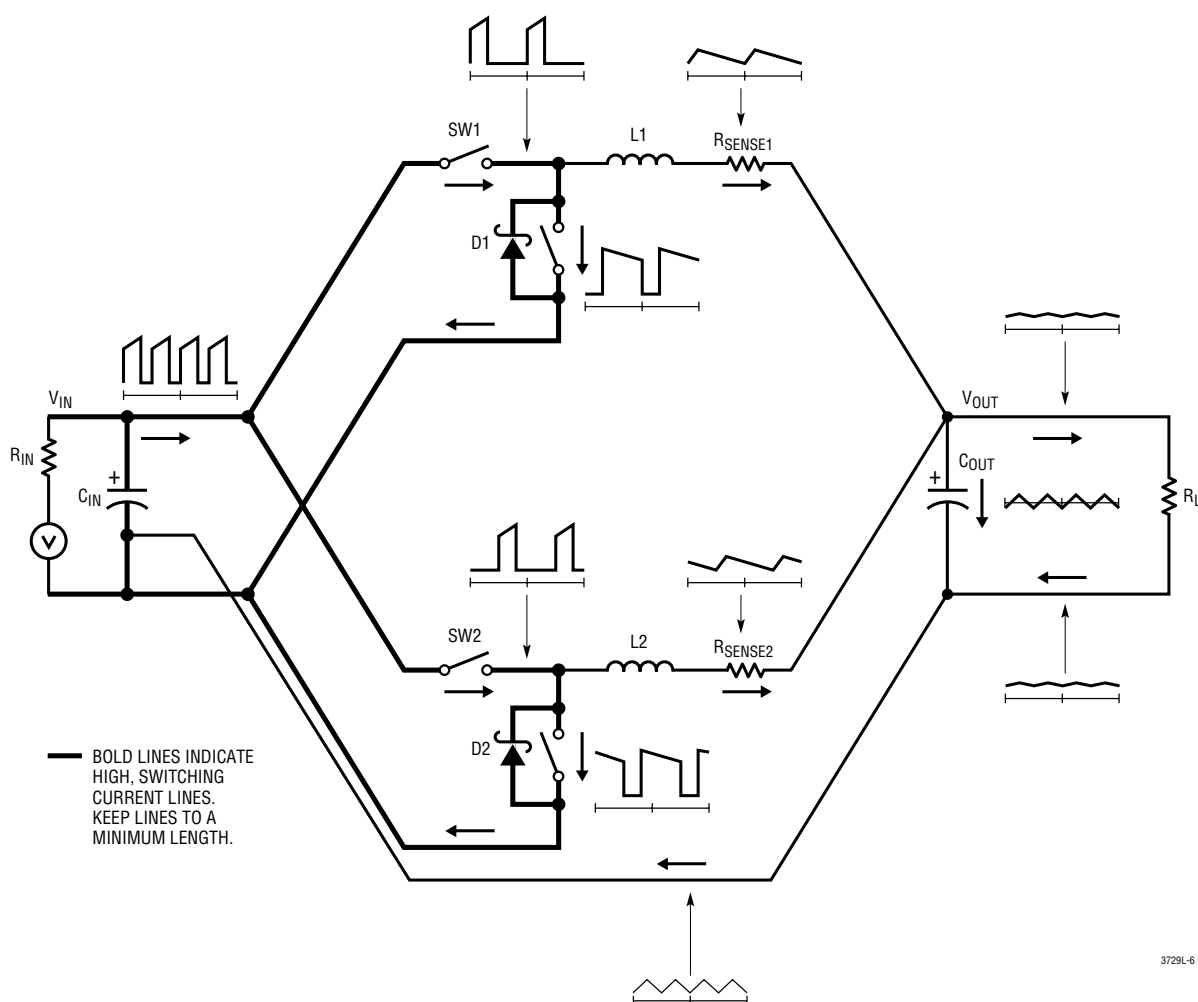 SW1
L1
RSENSE1
D1
VIN
RIN
CIN
V
VOUT
COUT
RL
SW2
L2
RSENSE2
D2
BOLD LINES INDICATE
HIGH, SWITCHING
CURRENT LINES.
KEEP LINES TO A
MINIMUM LENGTH.
+
+
3729L-6